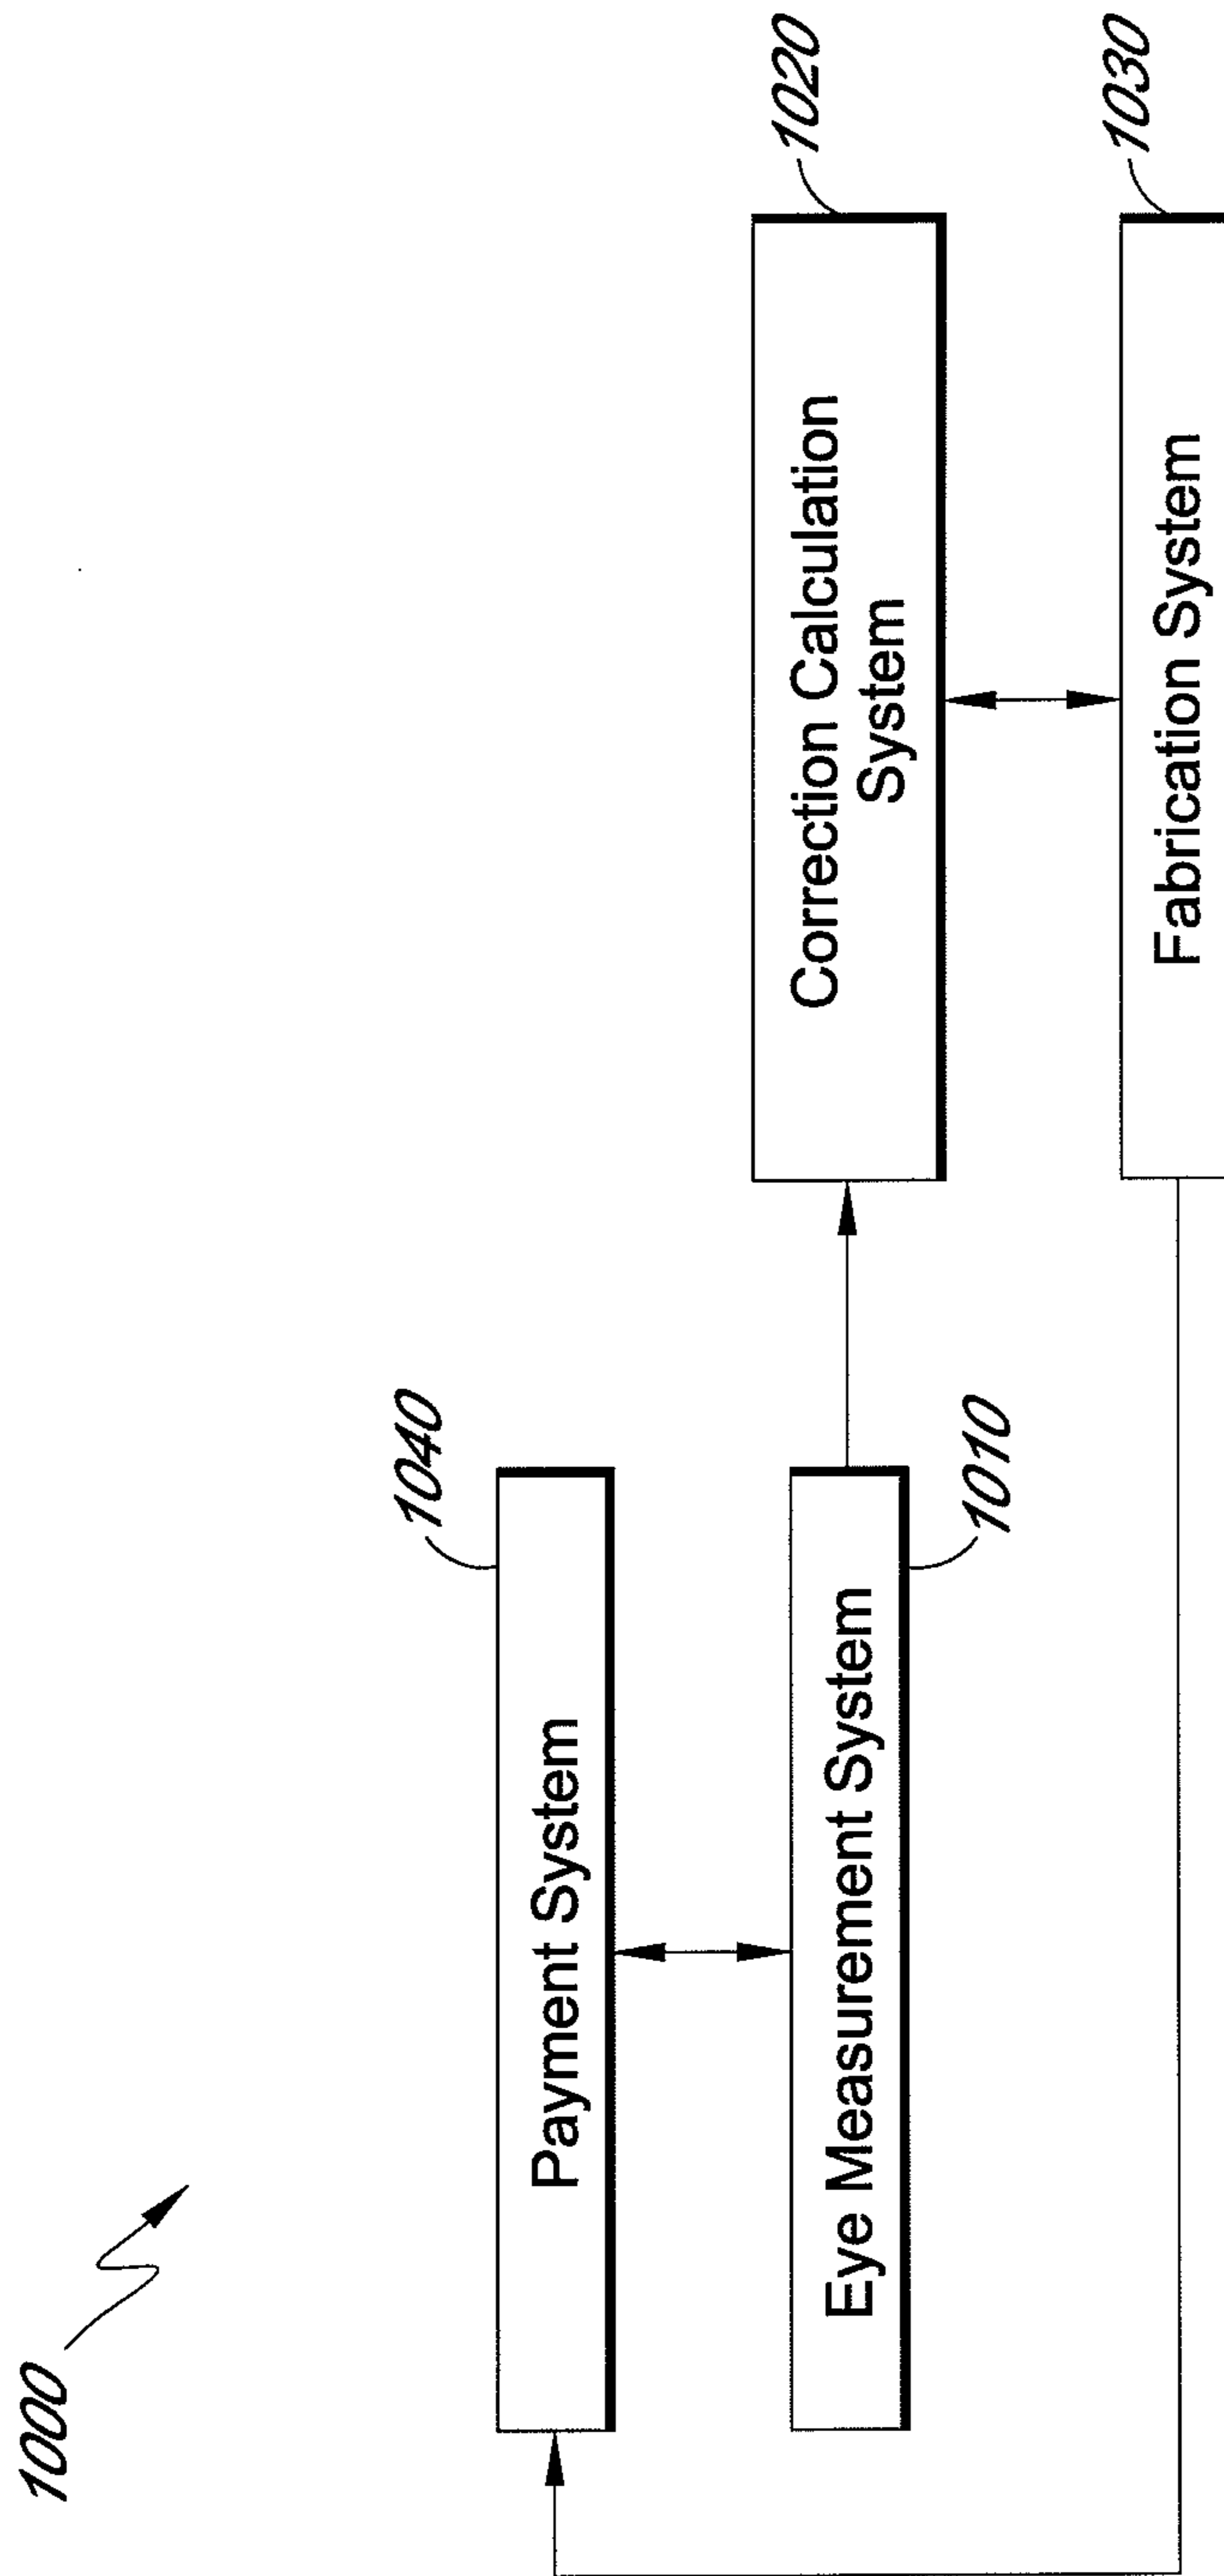 1000
1040
Payment System
Eye Measurement System
1010
1020
Correction Calculation
System
1030
Fabrication System